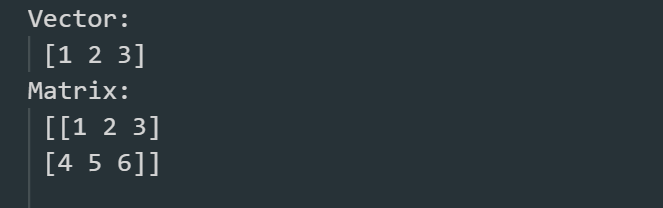 Vector:
[1 2 3]
Matrix:
[[1 2 3]
[4 5 6]]